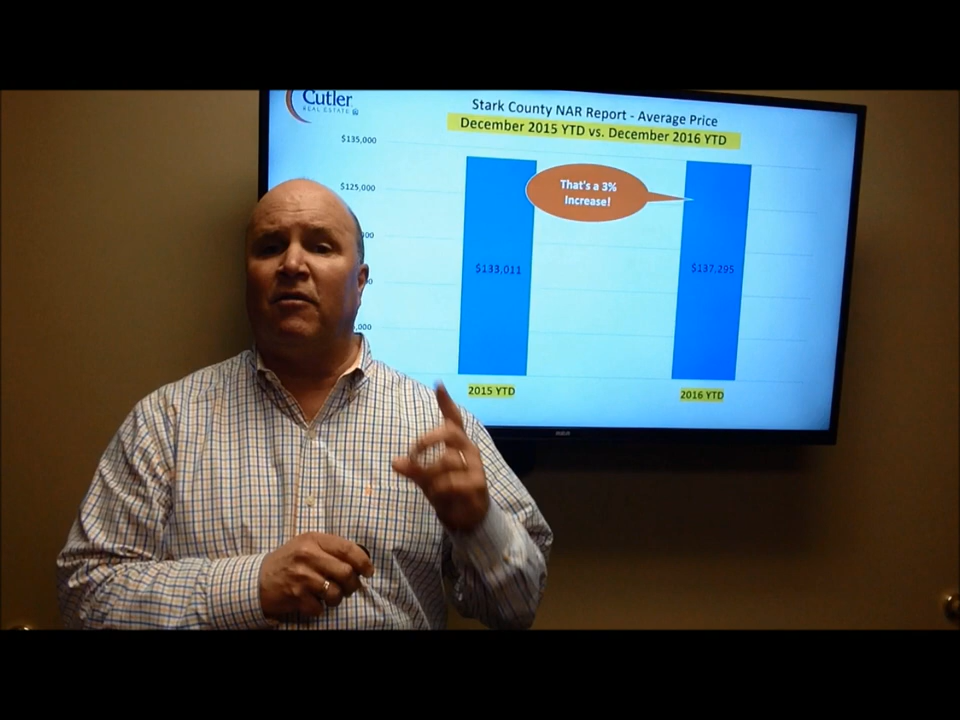 Cutler
REAL ESTATE
Stark County NAR Report - Average Price
December 2015 YTD vs. December 2016 YTD
$135,000
$125,000
That's a 3%
Increase!
$133,011
$137,295
2015 YTD
2016 YTD
RCA